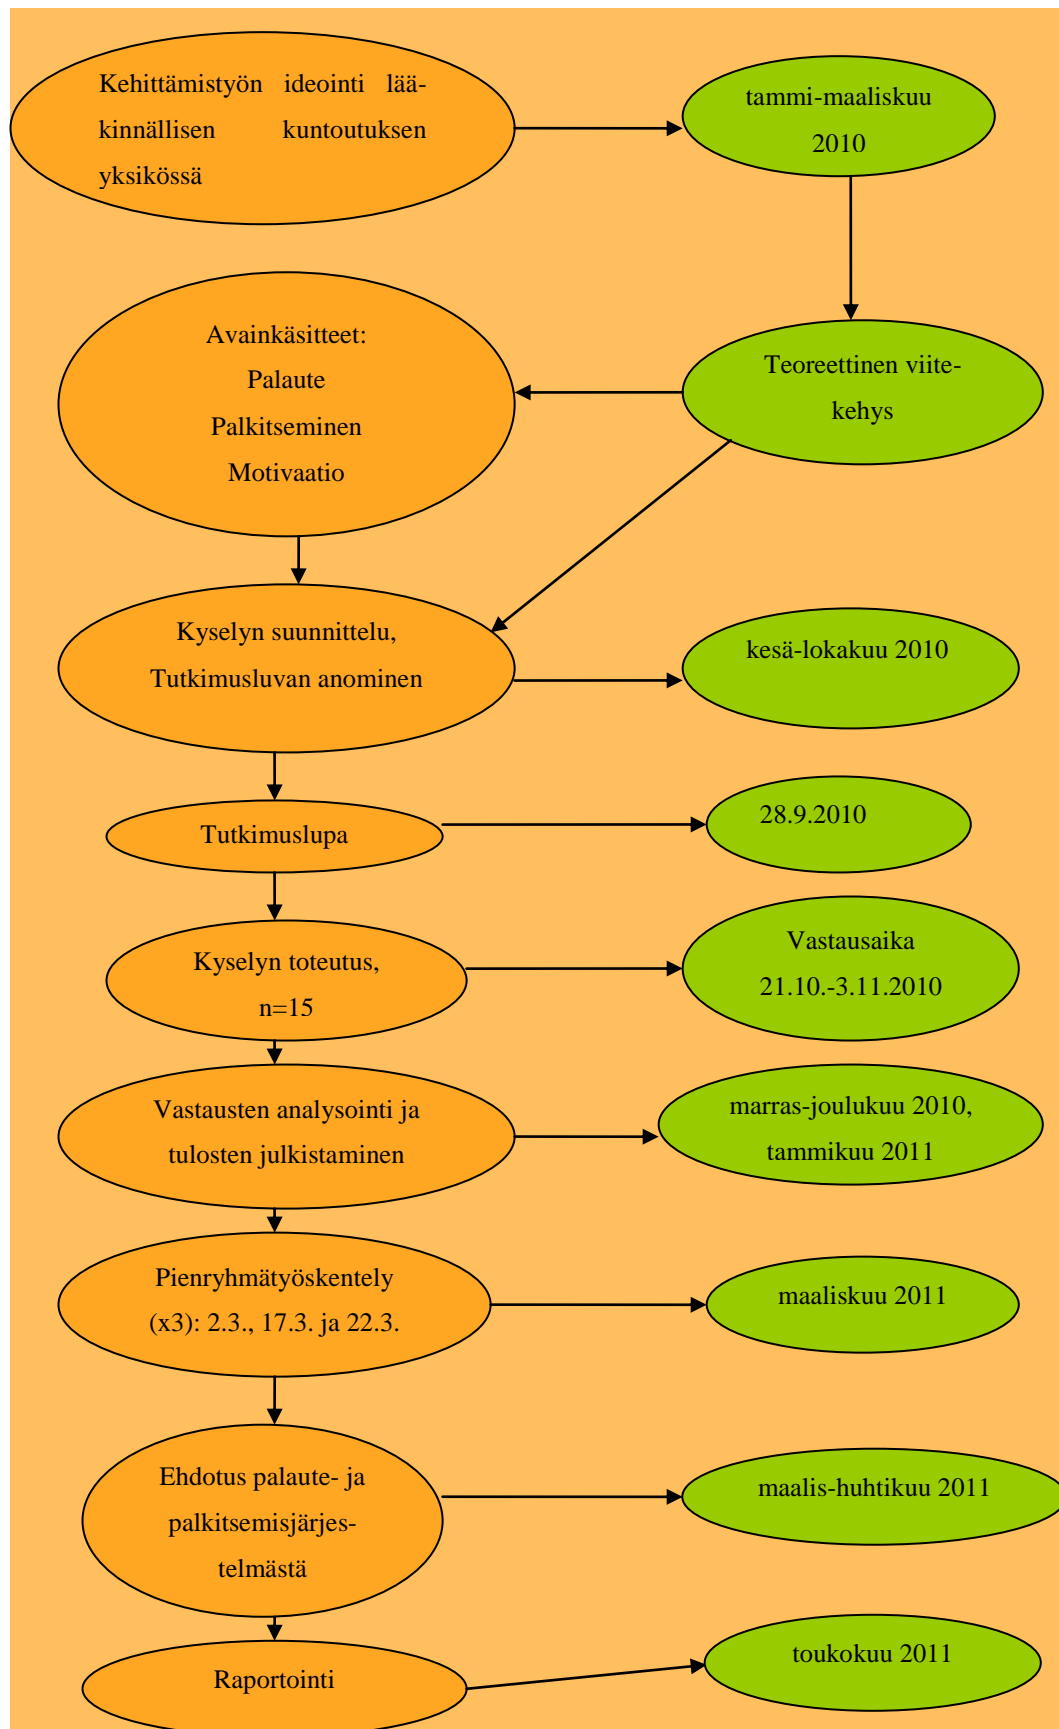 Kehittämistyön ideointi lää-
kinnällisen kuntoutuksen
yksikössä
tammi-maaliskuu
2010
Avainkäsitteet:
Palaute
Palkitseminen
Motivaatio
Teoreettinen viite-
kehys
Kyselyn suunnittelu,
Tutkimusluvan anominen
kesä-lokakuu 2010
Tutkimuslupa
28.9.2010
Kyselyn toteutus,
n=15
Vastausaika
21.10.-3.11.2010
Vastausten analysointi ja
tulosten julkistaminen
marras-joulukuu 2010,
tammikuu 2011
Pienryhmätyöskentely
(x3): 2.3., 17.3. ja 22.3.
maaliskuu 2011
Ehdotus palaute- ja
palkitsemisjärjes-
telmästä
maalis-huhtikuu 2011
Raportointi
toukokuu 2011